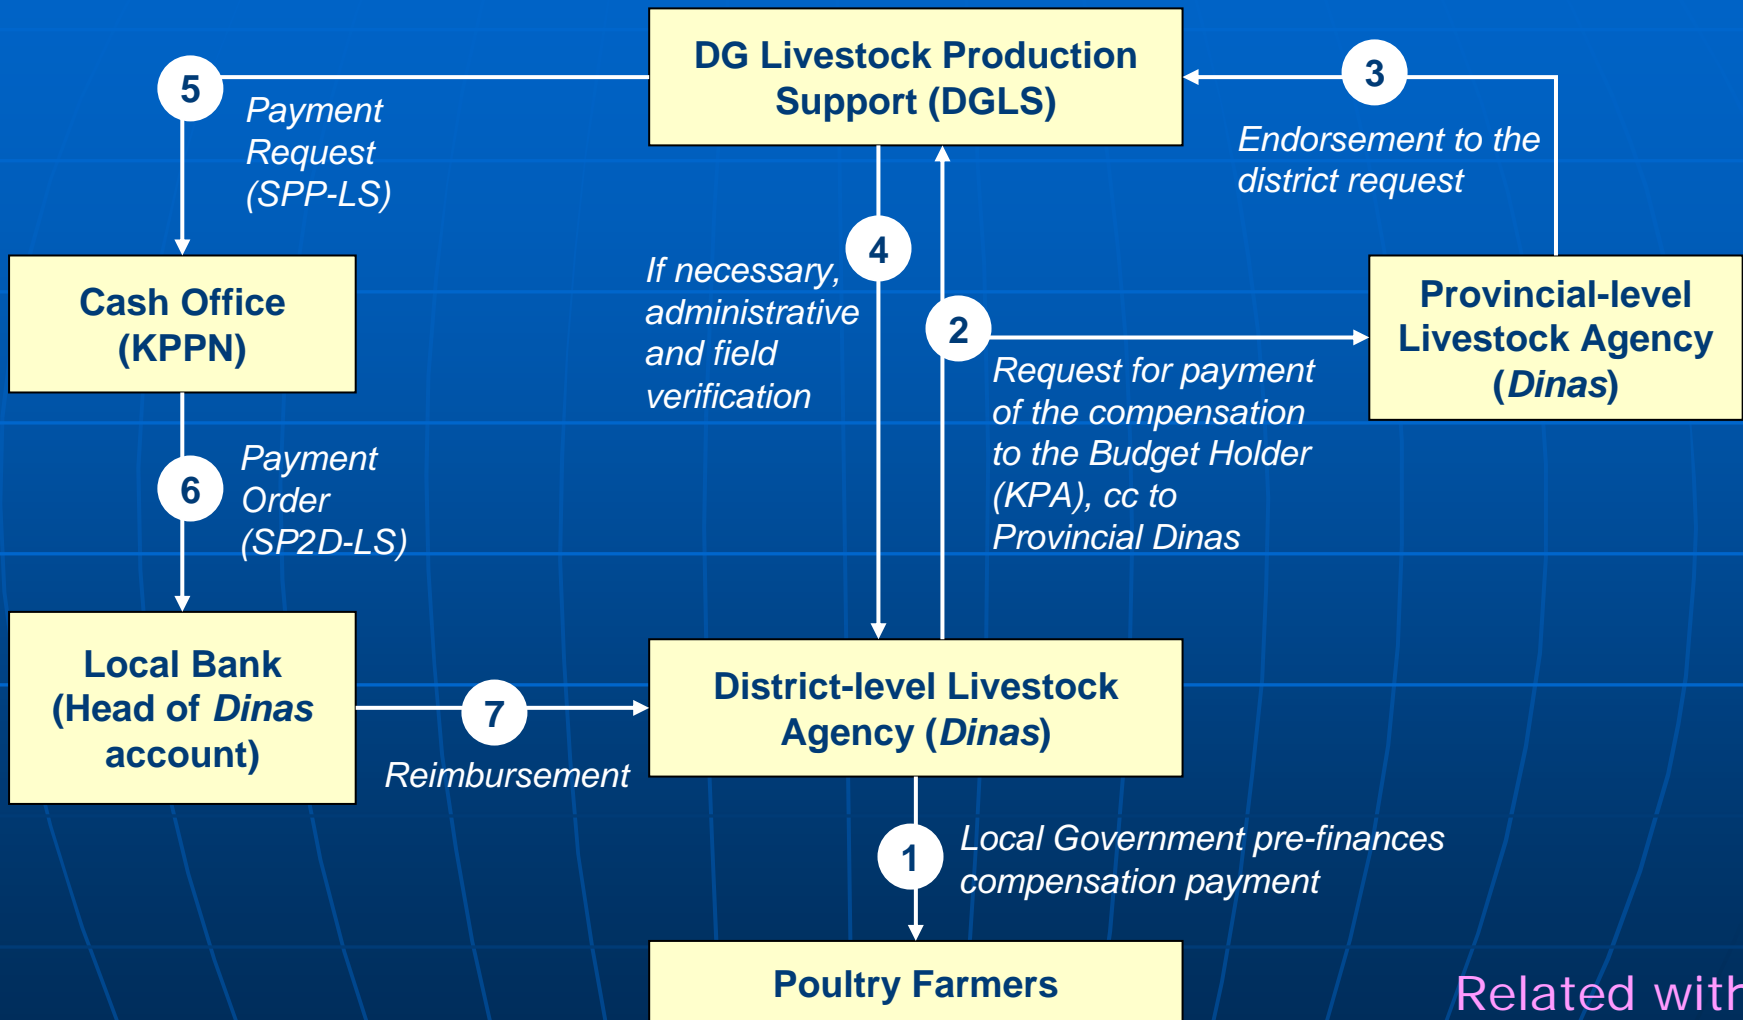 DG Livestock Production
Support (DGLS)
5
Payment
Request
(SPP-LS)
3
Endorsement to the
district request
4
If necessary,
administrative
and field
verification
2
Request for payment
of the compensation
to the Budget Holder
(KPA), cc to
Provincial Dinas
Cash Office
(KPPN)
Provincial-level
Livestock Agency
(Dinas)
6
Payment
Order
(SP2D-LS)
Local Bank
(Head of Dinas
account)
7
Reimbursement
District-level Livestock
Agency (Dinas)
1
Local Government pre-finances
compensation payment
Poultry Farmers
Related with